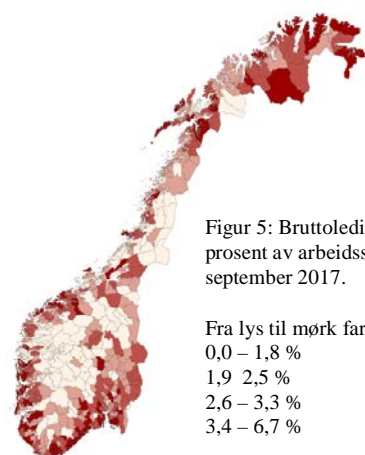 Figur 5: Bruttoledi
prosent av arbeidss
september 2017.
Fra lys til mørk far
0,0 – 1,8 %
1,9 2,5 %
2,6 – 3,3 %
3,4 – 6,7 %